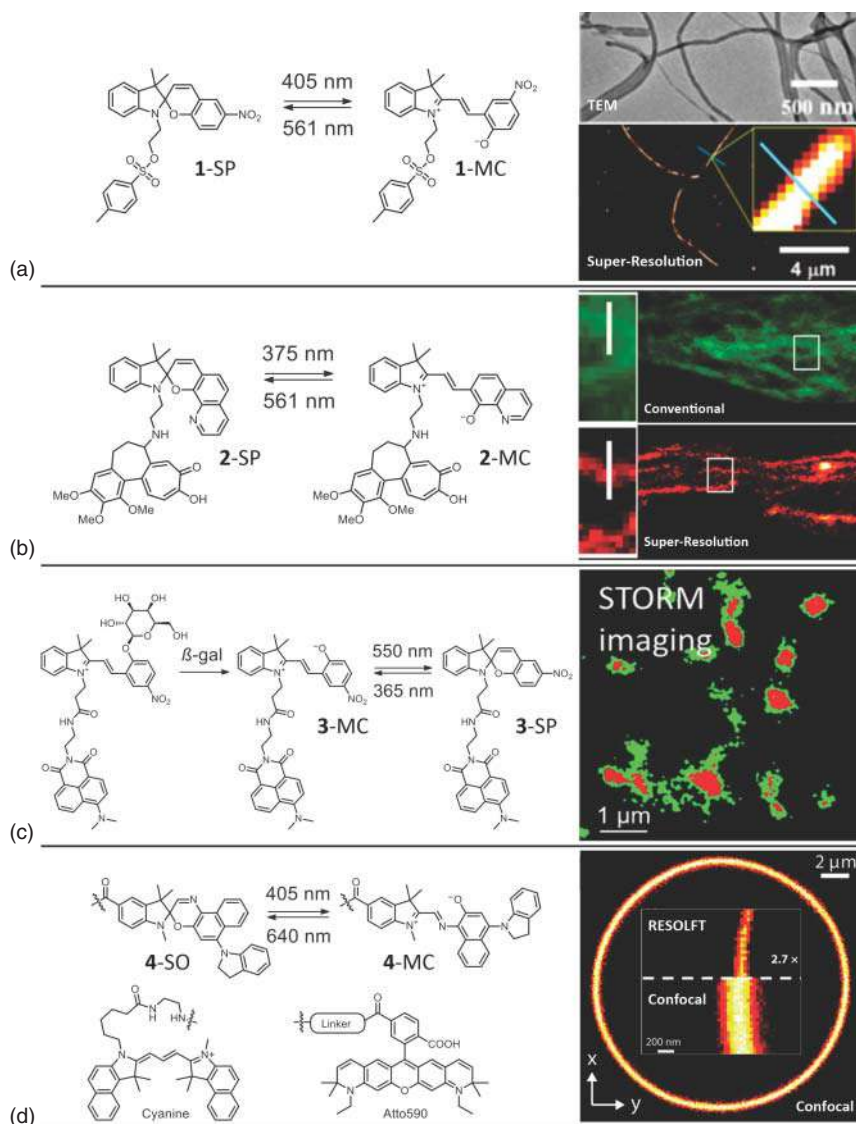 405 nm
561 nm
NO₂
NO₂
N
O
N⁺
O⁻
O
O
S
O
O
O
S
O
1-SP
1-MC
TEM
500 nm
Super-Resolution
4 µm
(a)
375 nm
561 nm
N
O
N
N⁺
O⁻
N
NH
NH
O
O
MeO
MeO
OMe
OH
MeO
MeO
OMe
OH
2-SP
2-MC
Conventional
Super-Resolution
(b)
HO
OH
HO
O
OH
O
N⁺
NO₂
ß-gal
O⁻
N⁺
NO₂
550 nm
365 nm
N
O
NO₂
O
HN
O
HN
O
HN
3-MC
3-SP
O
N
O
O
N
O
O
N
O
N
N
N
STORM
imaging
1 µm
(c)
O
N
N
O
N
405 nm
640 nm
O
N⁺
N
O⁻
N
4-SO
4-MC
O
N
H
HN
N
N⁺
Cyanine
Linker
O
COOH
N
O
N
Atto590
2 µm
RESOLFT
2.7 ×
Confocal
200 nm
x
y
Confocal
(d)